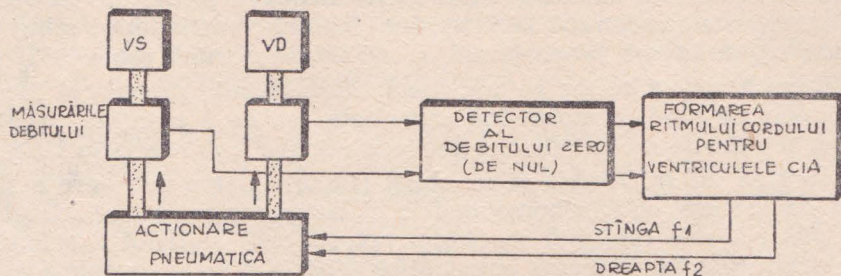 VS
VD
MĂSURĂRILE
DEBITULUI
DETECTOR
AL
DEBITULUI ZERO
(DE NUL)
FORMAREA
RITMULUI CORDULUI
PENTRU
VENTRICULELE CIA
ACTIONARE
PNEUMATICĂ
STÎNGA f1
DREAPTA f2